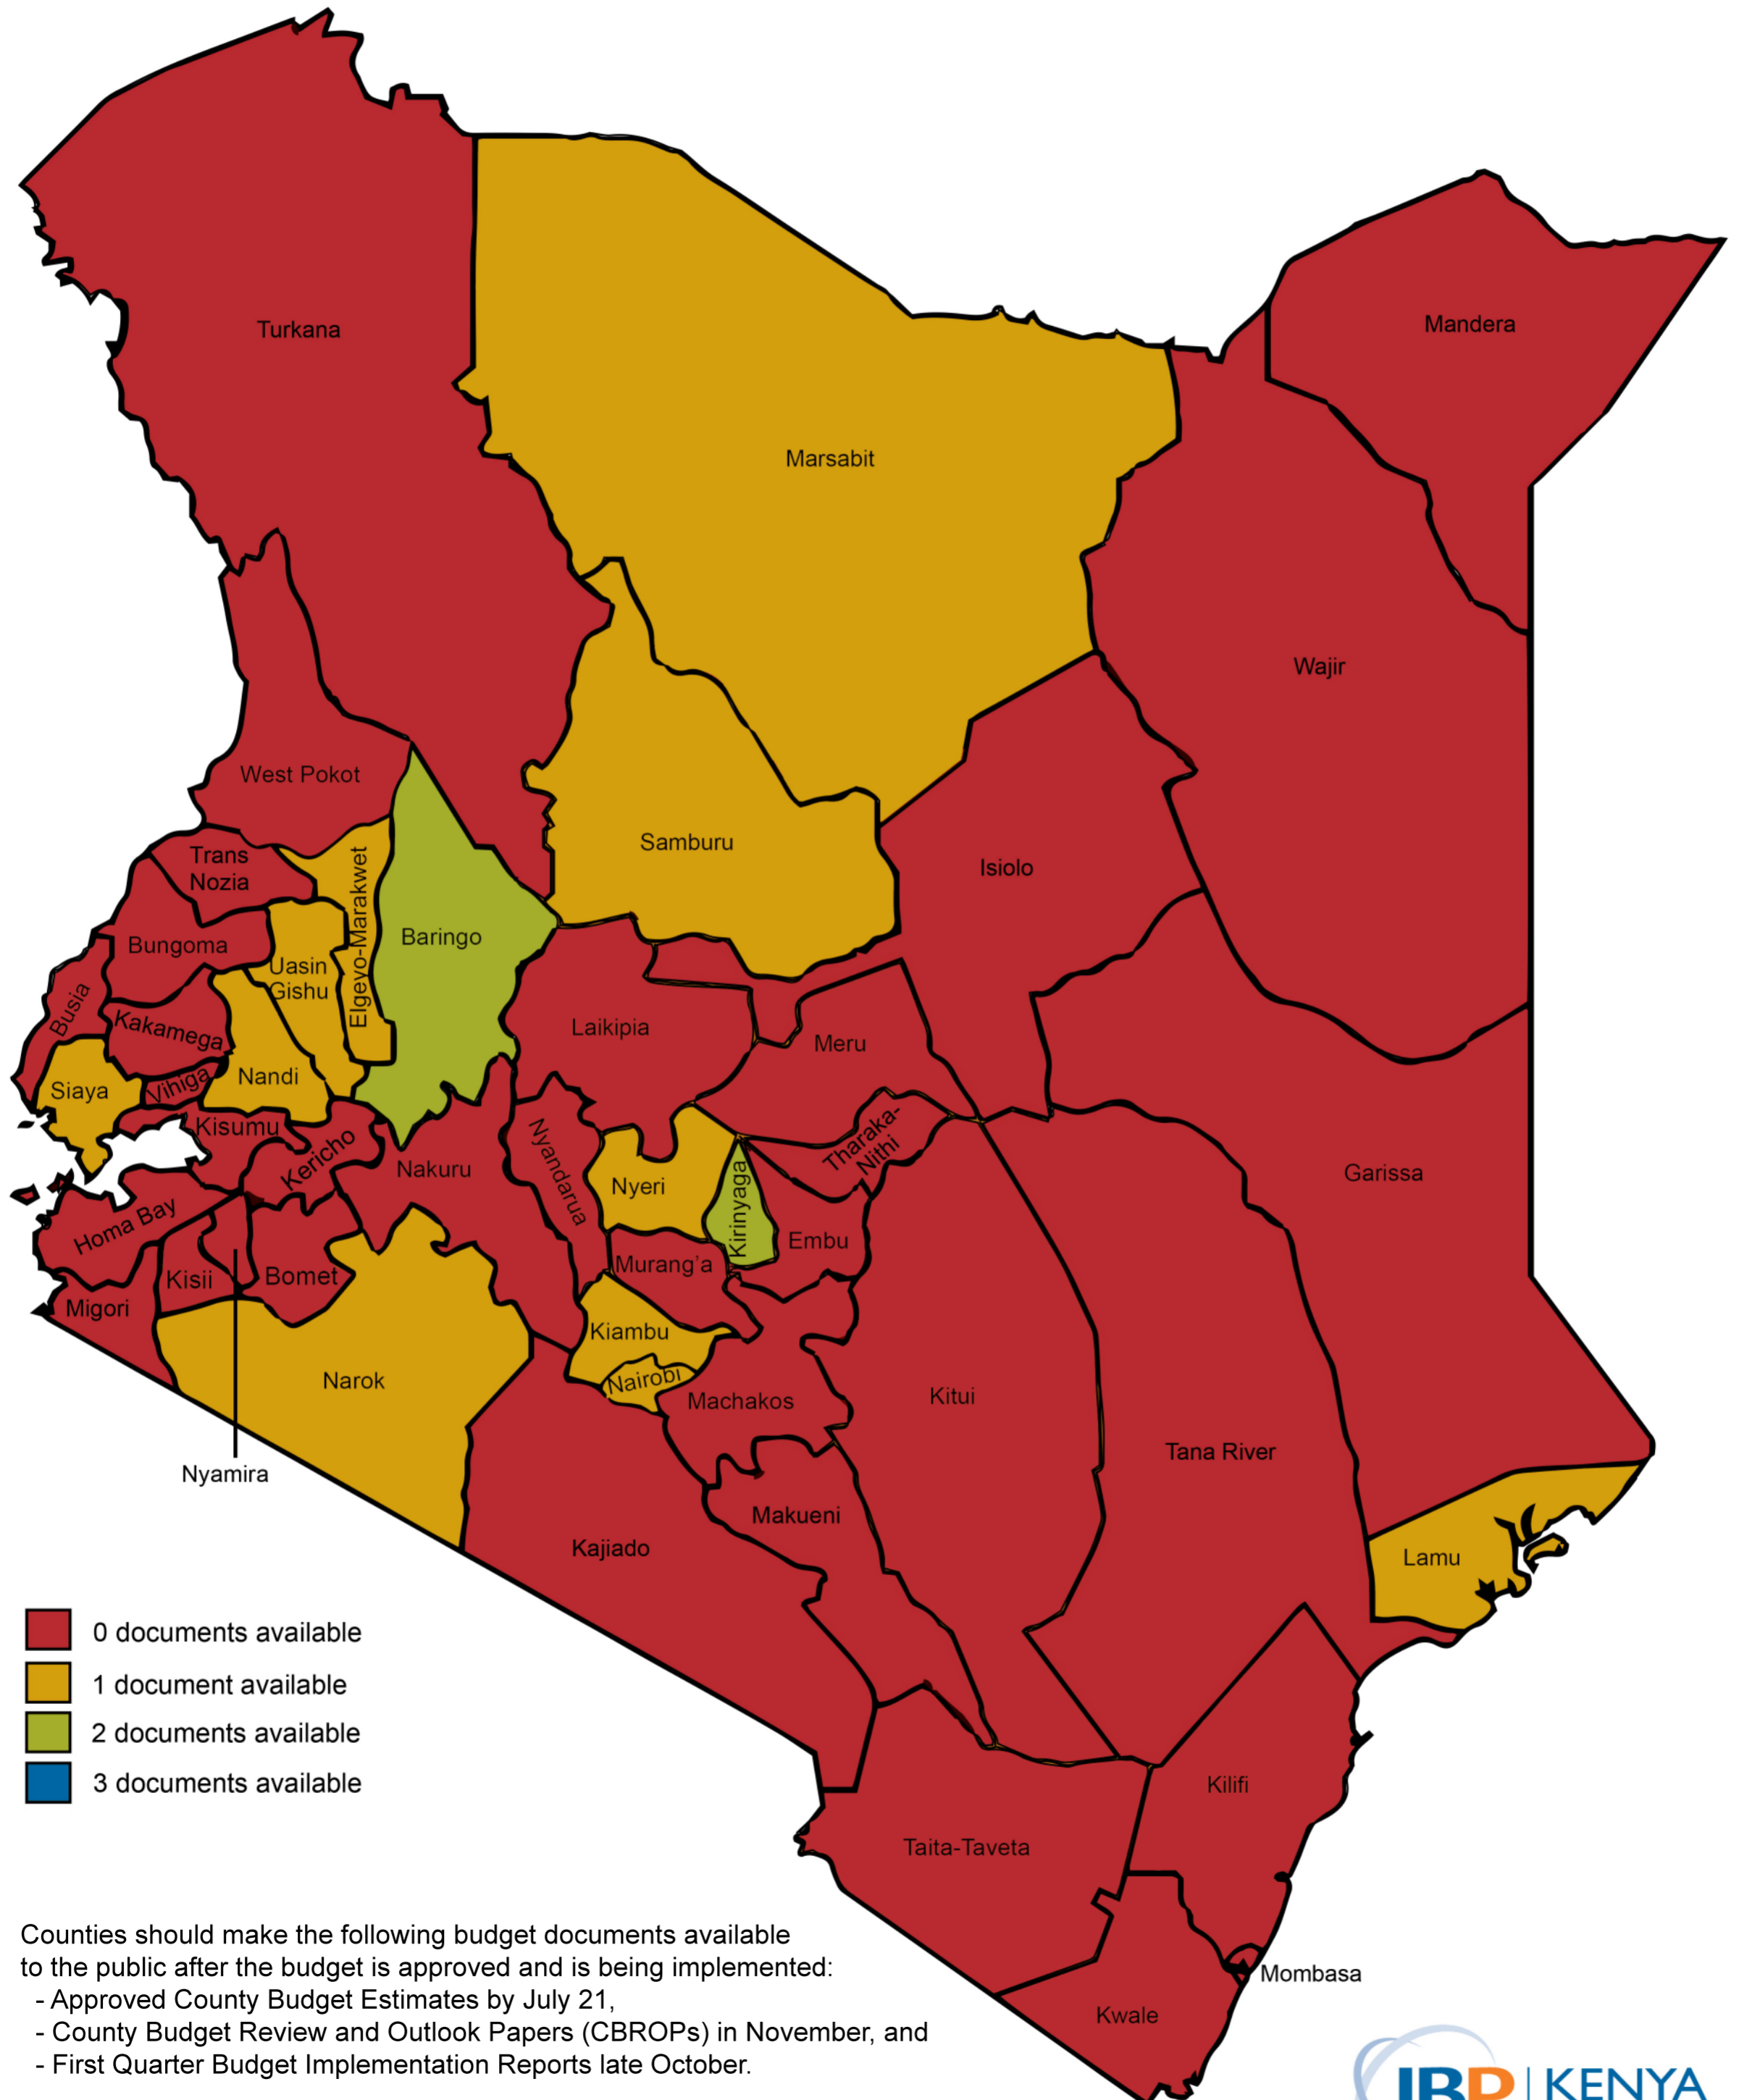 Turkana
Mandera
Marsabit
Wajir
West Pokot
Samburu
Trans
Nozia
Isiolo
Elgeyo-Marakwet
Baringo
Bungoma
Uasin
Gishu
Busia
Kakamega
Laikipia
Meru
Siaya
Vihiga
Nandi
Kisumu
Kericho
Nakuru
Nyandarua
Tharaka-
Nithi
Garissa
Nyeri
Kirinyaga
Homa Bay
Embu
Murang'a
Kisii
Bomet
Migori
Kiambu
Narok
Nairobi
Machakos
Kitui
Tana River
Nyamira
Makueni
Kajiado
Lamu
0 documents available
1 document available
2 documents available
3 documents available
Kilifi
Taita-Taveta
Mombasa
Kwale
Counties should make the following budget documents available
to the public after the budget is approved and is being implemented:
- Approved County Budget Estimates by July 21,
- County Budget Review and Outlook Papers (CBROPs) in November, and
- First Quarter Budget Implementation Reports late October.
IBP | KENYA